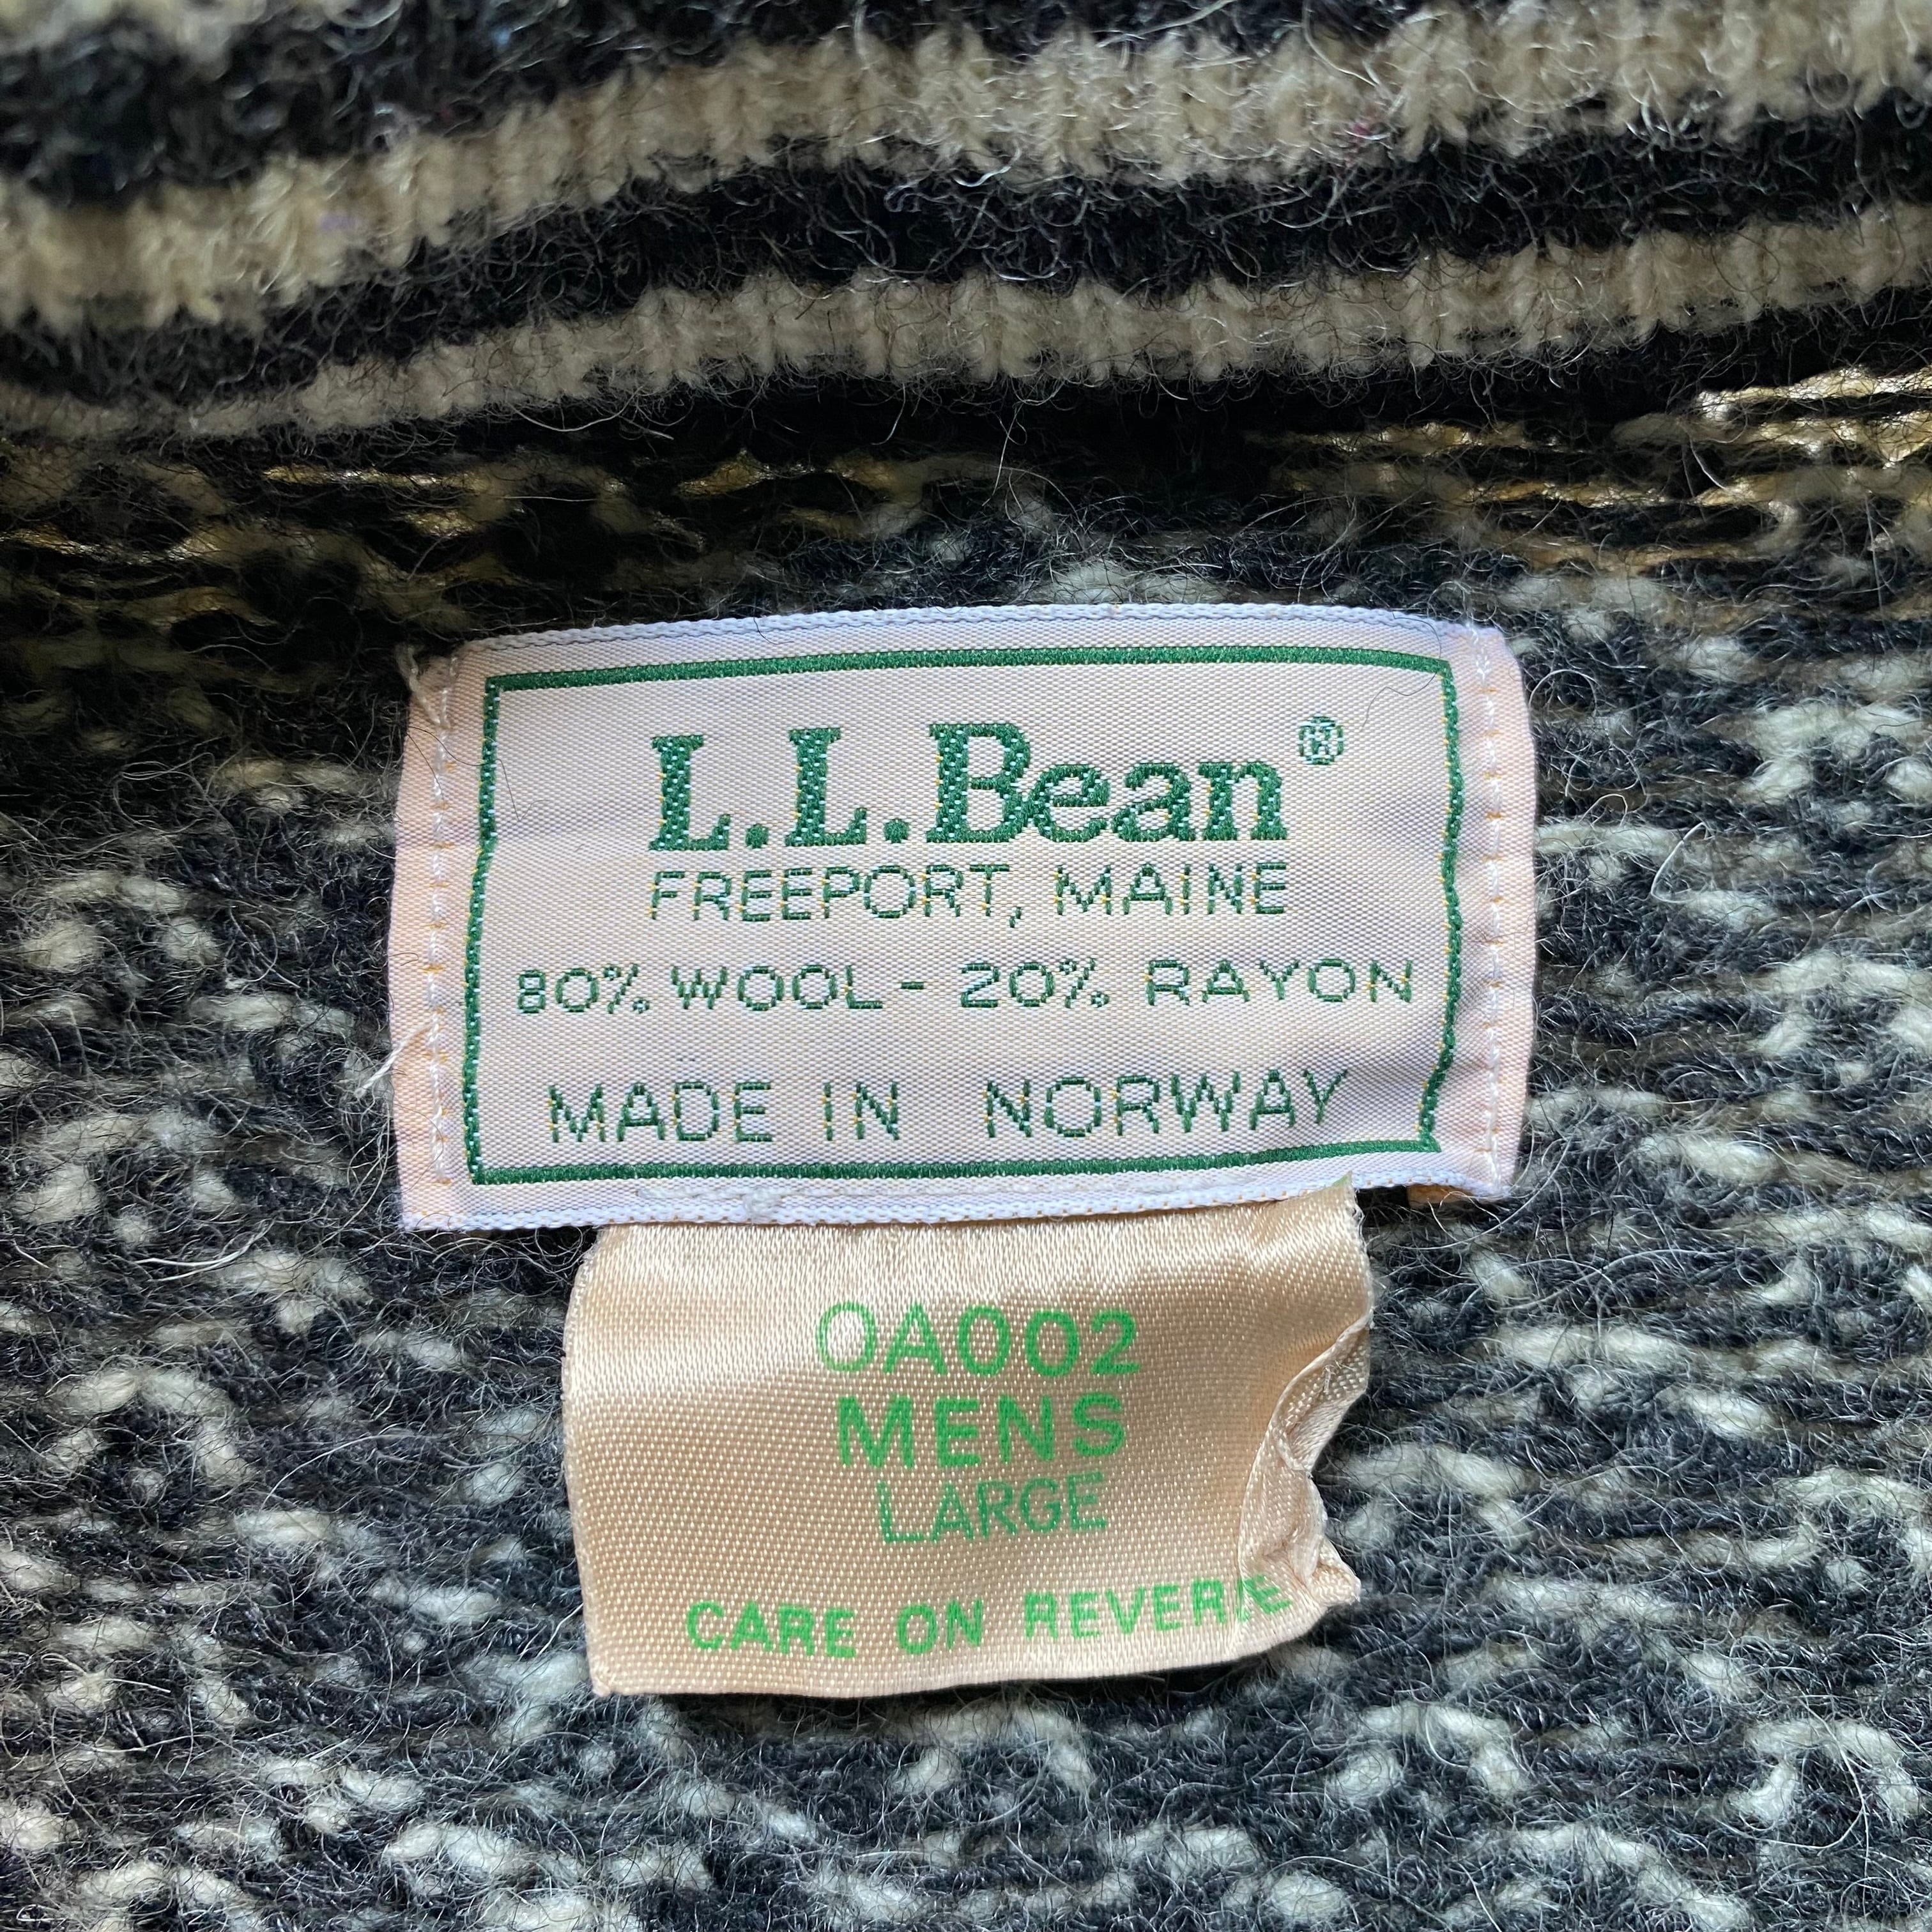 L.L.Bean®
FREEPORT, MAINE
80% WOOL - 20% RAYON
MADE IN NORWAY
OA002
MENS
LARGE
CARE ON REVERSE